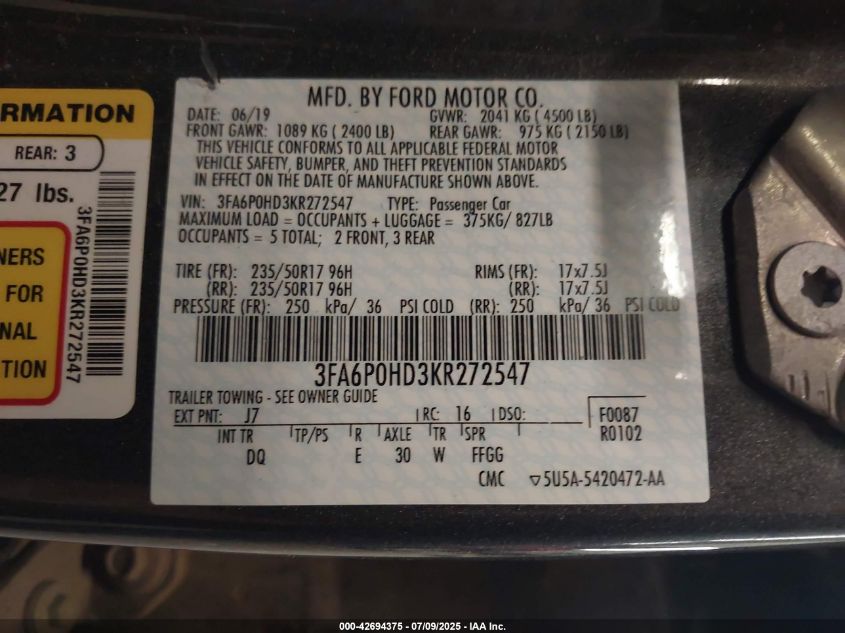 RMATION
REAR: 3
27 lbs.
3FA6P0HD3KR272547
NERS
FOR
NAL
TION
MFD. BY FORD MOTOR CO.
DATE: 06/19 GVWR: 2041 KG ( 4500 LB)
FRONT GAWR: 1089 KG ( 2400 LB) REAR GAWR: 975 KG ( 2150 LB)
THIS VEHICLE CONFORMS TO ALL APPLICABLE FEDERAL MOTOR
VEHICLE SAFETY, BUMPER, AND THEFT PREVENTION STANDARDS
IN EFFECT ON THE DATE OF MANUFACTURE SHOWN ABOVE.
VIN: 3FA6P0HD3KR272547 TYPE: Passenger Car
MAXIMUM LOAD = OCCUPANTS + LUGGAGE = 375KG/ 827LB
OCCUPANTS = 5 TOTAL; 2 FRONT, 3 REAR
TIRE (FR): 235/50R17 96H RIMS (FR): 17x7.5J
(RR): 235/50R17 96H (RR): 17x7.5J
PRESSURE (FR): 250 kPa/ 36 PSI COLD (RR): 250 kPa/ 36 PSI COLD
3FA6P0HD3KR272547
TRAILER TOWING - SEE OWNER GUIDE
EXT PNT: J7 RC: 16 DSO: F0087
INT TR TP/PS R AXLE TR SPR R0102
DQ E 30 W FFGG
CMC ▽5U5A-5420472-AA
000-42694375 / 07/09/2025 - IAA Inc.